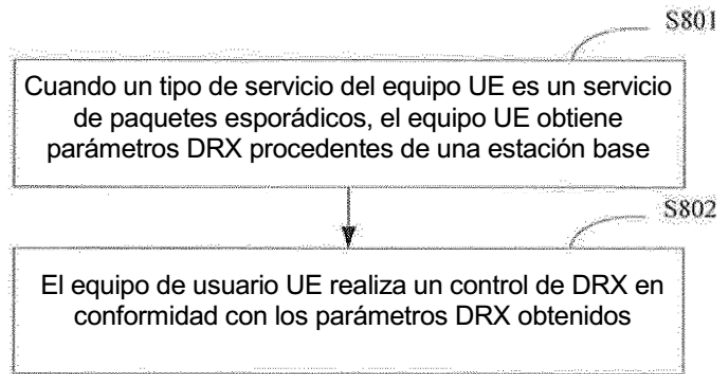 S801
Cuando un tipo de servicio del equipo UE es un servicio
de paquetes esporádicos, el equipo UE obtiene
parámetros DRX procedentes de una estación base
S802
El equipo de usuario UE realiza un control de DRX en
conformidad con los parámetros DRX obtenidos